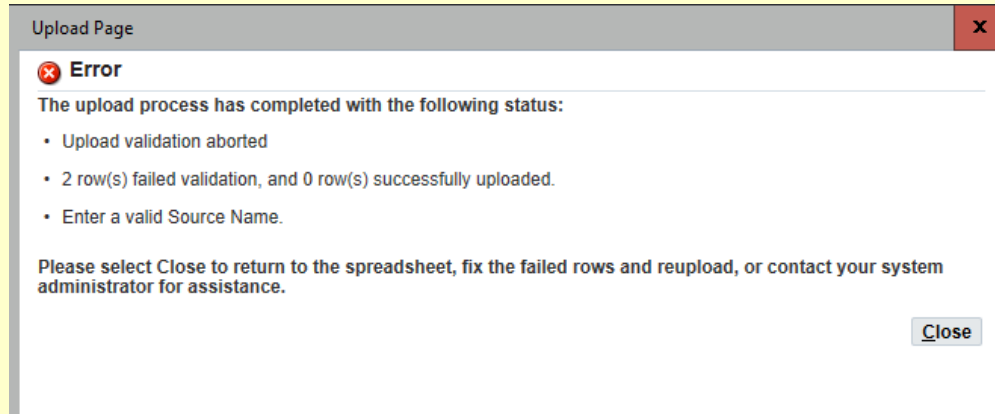 Upload Page
x
Error
The upload process has completed with the following status:
• Upload validation aborted
• 2 row(s) failed validation, and 0 row(s) successfully uploaded.
• Enter a valid Source Name.
Please select Close to return to the spreadsheet, fix the failed rows and reupload, or contact your system
administrator for assistance.
Close